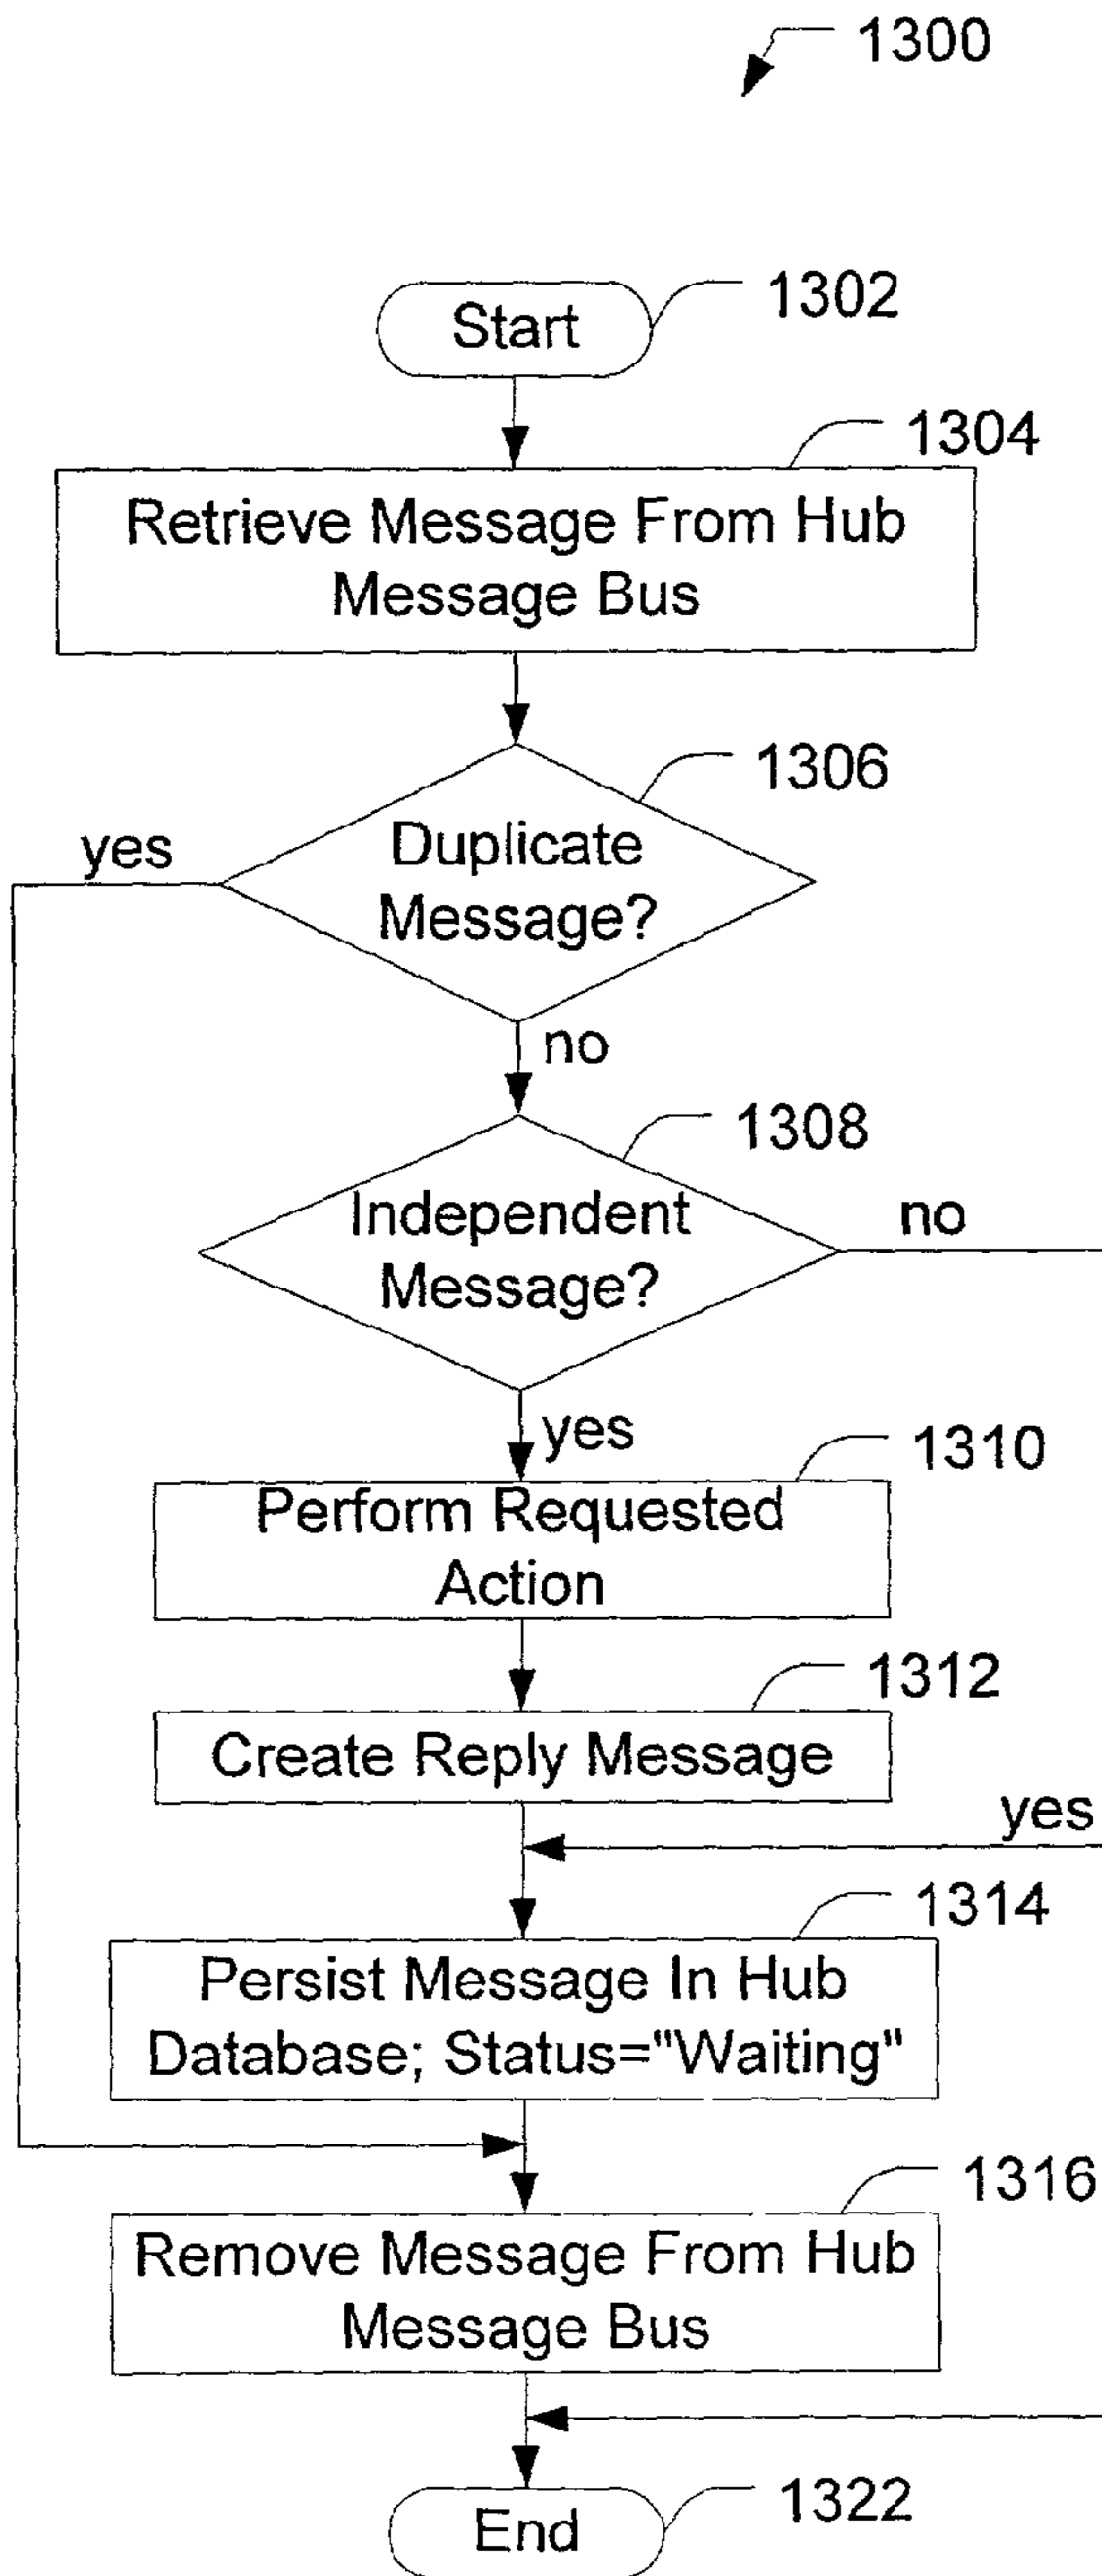 1300
1302
Start
1304
Retrieve Message From Hub
Message Bus
1306
yes
Duplicate
Message?
no
1308
Independent
Message?
no
yes
1310
Perform Requested
Action
1312
Create Reply Message
yes
1314
Persist Message In Hub
Database; Status="Waiting"
1316
Remove Message From Hub
Message Bus
1322
End